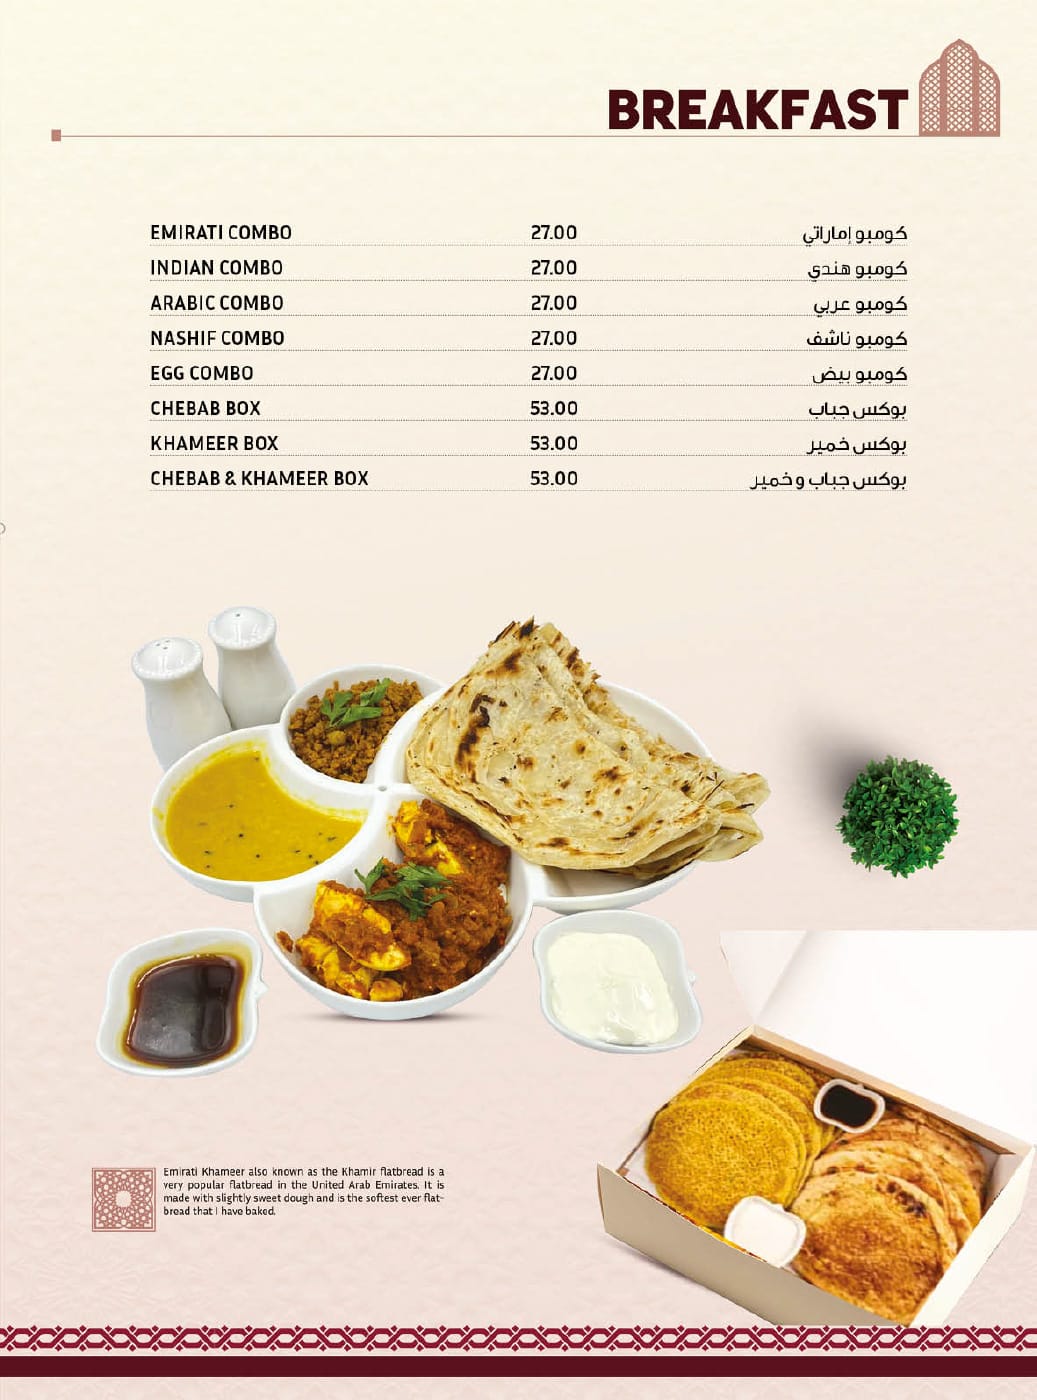 BREAKFAST
EMIRATI COMBO 27.00 كومبو إماراتي
INDIAN COMBO 27.00 كومبو هندي
ARABIC COMBO 27.00 كومبو عربي
NASHIF COMBO 27.00 كومبو ناشف
EGG COMBO 27.00 كومبو بيض
CHEBAB BOX 53.00 بوكس جباب
KHAMEER BOX 53.00 بوكس خمير
CHEBAB & KHAMEER BOX 53.00 بوكس جباب و خمير
Emirati Khameer also known as the Khamir flatbread is a
very popular flatbread in the United Arab Emirates. It is
made with slightly sweet dough and is the softest ever flat-
bread that I have baked.